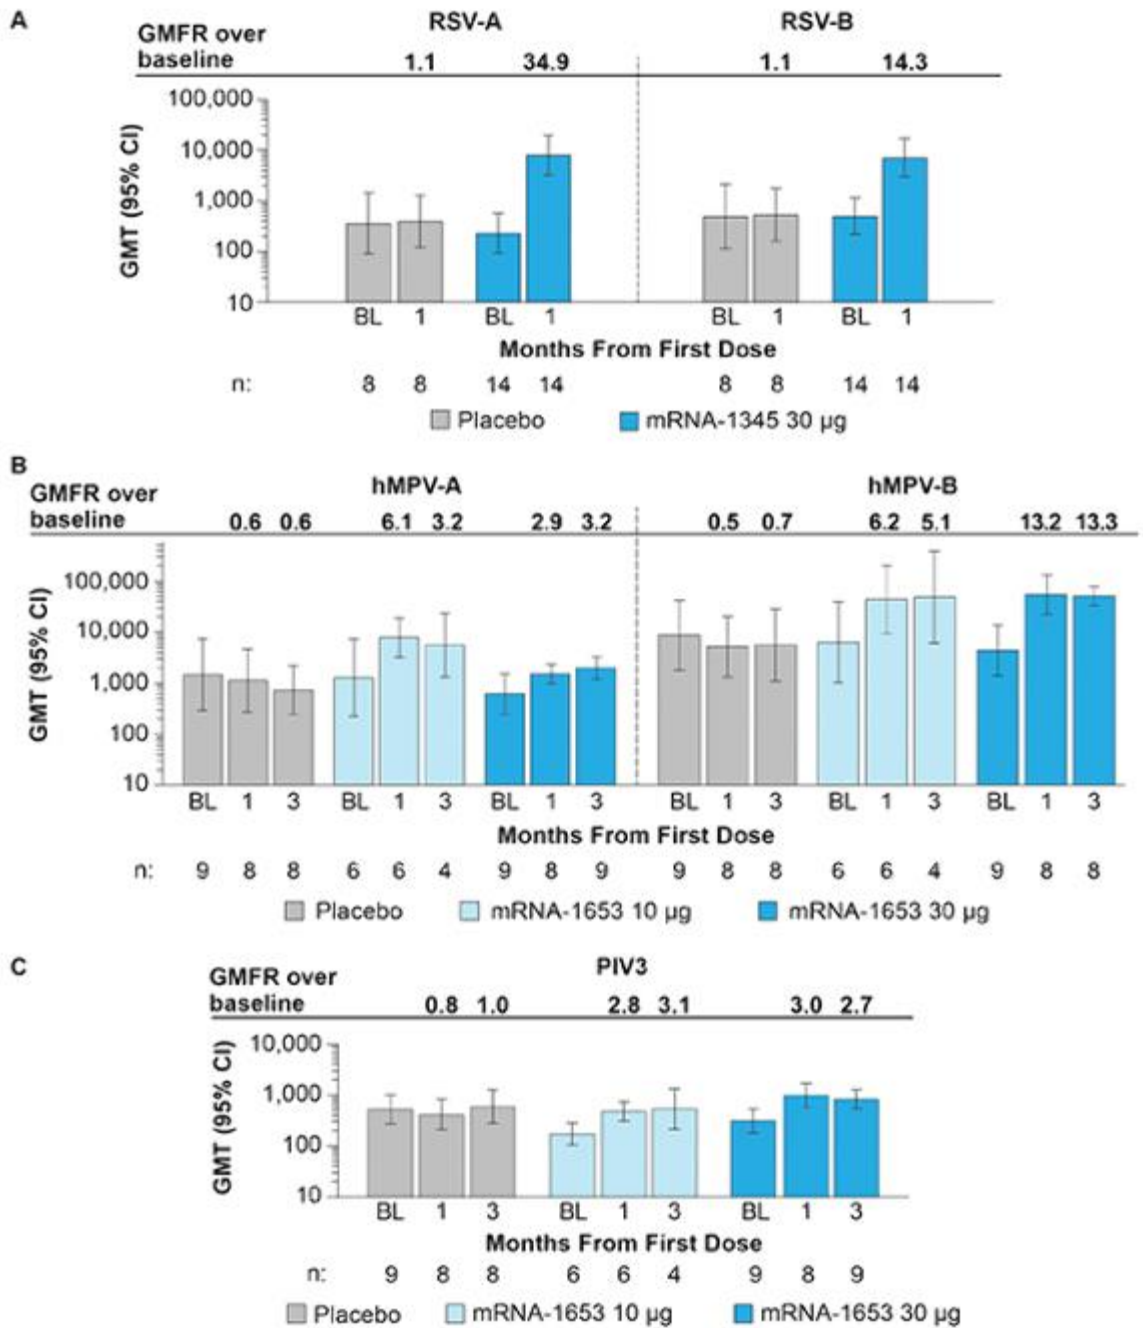 A
RSV-A RSV-B
GMFR over
baseline 1.1 34.9 1.1 14.3
GMT (95% CI)
100,000
10,000
1,000
100
10
BL 1 BL 1 BL 1 BL 1
Months From First Dose
n: 8 8 14 14 8 8 14 14
Placebo mRNA-1345 30 µg
B
hMPV-A hMPV-B
GMFR over
baseline 0.6 0.6 6.1 3.2 2.9 3.2 0.5 0.7 6.2 5.1 13.2 13.3
GMT (95% CI)
100,000
10,000
1,000
100
10
BL 1 3 BL 1 3 BL 1 3 BL 1 3 BL 1 3 BL 1 3
Months From First Dose
n: 9 8 8 6 6 4 9 8 9 9 8 8 6 6 4 9 8 8
Placebo mRNA-1653 10 µg mRNA-1653 30 µg
C
PIV3
GMFR over
baseline 0.8 1.0 2.8 3.1 3.0 2.7
GMT (95% CI)
10,000
1,000
100
10
BL 1 3 BL 1 3 BL 1 3
Months From First Dose
n: 9 8 8 6 6 4 9 8 9
Placebo mRNA-1653 10 µg mRNA-1653 30 µg